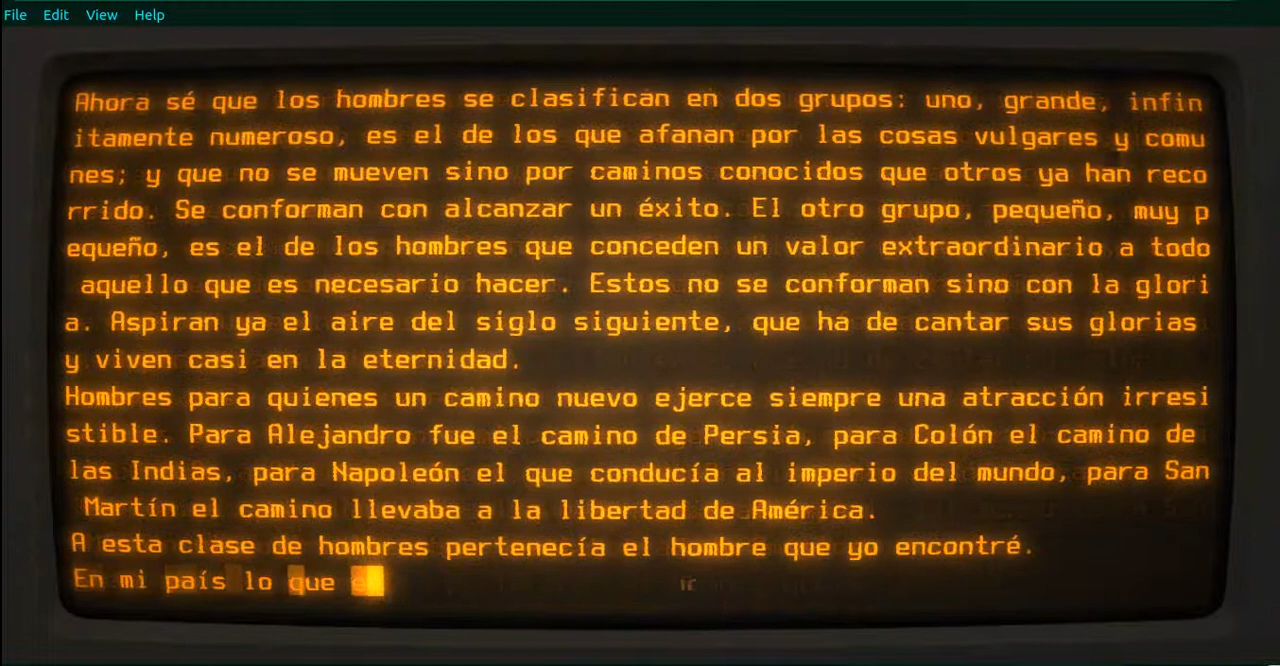 File Edit View Help
Ahora sé que los hombres se clasifican en dos grupos: uno, grande, infin
itamente numeroso, es el de los que afanan por las cosas vulgares y comu
nes; y que no se mueven sino por caminos conocidos que otros ya han reco
rrido. Se conforman con alcanzar un éxito. El otro grupo, pequeño, muy p
equeño, es el de los hombres que conceden un valor extraordinario a todo
aquello que es necesario hacer. Estos no se conforman sino con la glori
a. Aspiran ya el aire del siglo siguiente, que ha de cantar sus glorias
y viven casi en la eternidad.
Hombres para quienes un camino nuevo ejerce siempre una atracción irresi
stible. Para Alejandro fue el camino de Persia, para Colón el camino de
las Indias, para Napoleón el que conducía al imperio del mundo, para San
Martín el camino llevaba a la libertad de América.
A esta clase de hombres pertenecía el hombre que yo encontré.
En mi país lo que